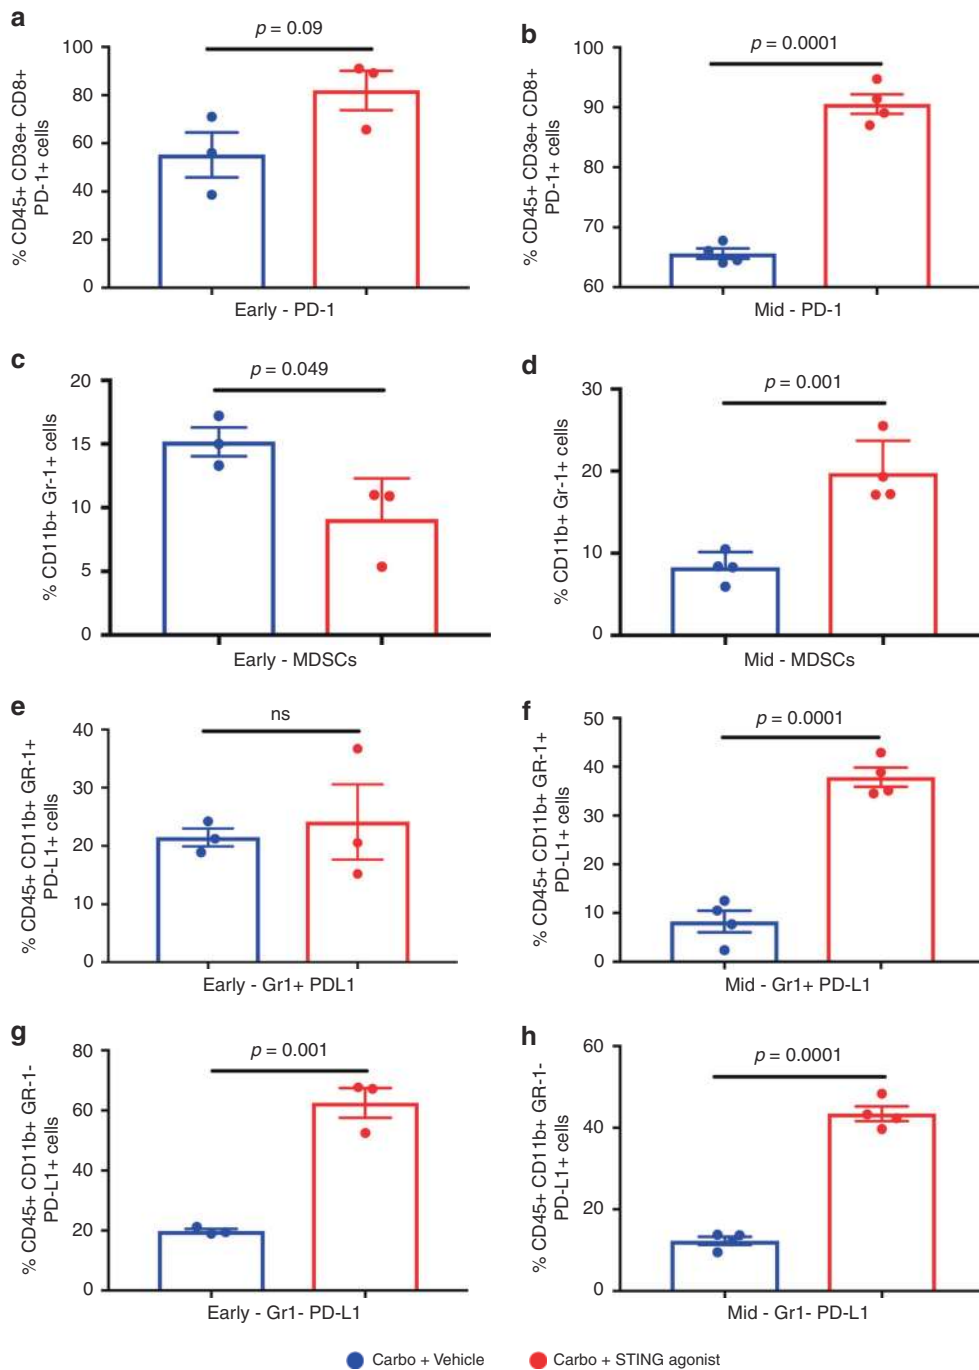 a
p = 0.09
% CD45+ CD3e+ CD8+
PD-1+ cells
100
80
60
40
20
0
Early - PD-1
b
p = 0.0001
% CD45+ CD3e+ CD8+
PD-1+ cells
100
90
80
70
60
Mid - PD-1
c
p = 0.049
% CD11b+ Gr-1+ cells
20
15
10
5
0
Early - MDSCs
d
p = 0.001
% CD11b+ Gr-1+ cells
30
20
10
0
Mid - MDSCs
e
ns
% CD45+ CD11b+ GR-1+
PD-L1+ cells
40
30
20
10
0
Early - Gr1+ PDL1
f
p = 0.0001
% CD45+ CD11b+ GR-1+
PD-L1+ cells
50
40
30
20
10
0
Mid - Gr1+ PD-L1
g
p = 0.001
% CD45+ CD11b+ GR-1-
PD-L1+ cells
80
60
40
20
0
Early - Gr1- PD-L1
h
p = 0.0001
% CD45+ CD11b+ GR-1-
PD-L1+ cells
60
40
20
0
Mid - Gr1- PD-L1
Carbo + Vehicle
Carbo + STING agonist